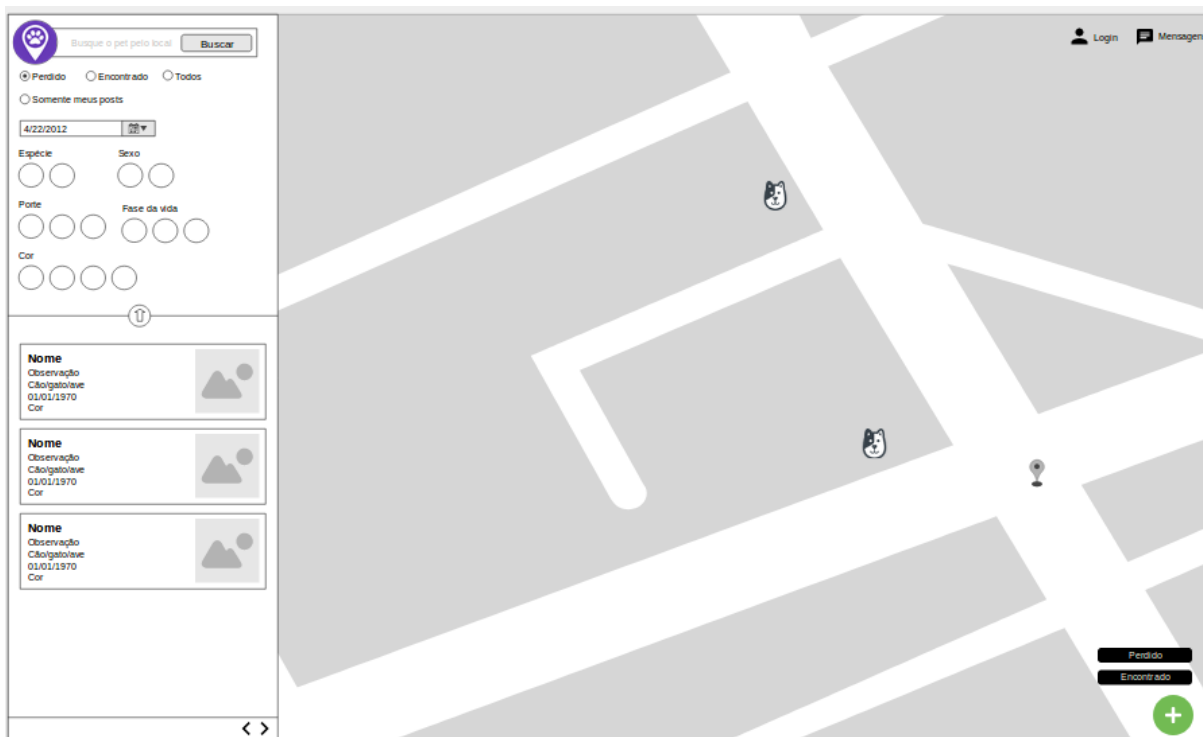 Busque o pet pelo local
Buscar
Login
Mensagen
Perdido
Encontrado
Todos
Somente meus posts
4/22/2012
Espécie
Sexo
Porte
Fase da vida
Cor
Nome
Observação
Cão/gato/ave
01/01/1970
Cor
Nome
Observação
Cão/gato/ave
01/01/1970
Cor
Nome
Observação
Cão/gato/ave
01/01/1970
Cor
Perdido
Encontrado